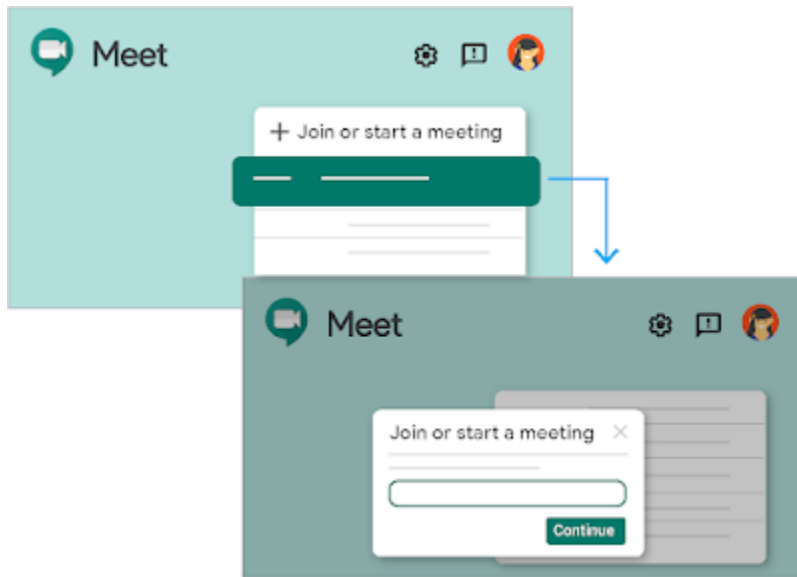 Meet
+ Join or start a meeting
Meet
Join or start a meeting
Continue